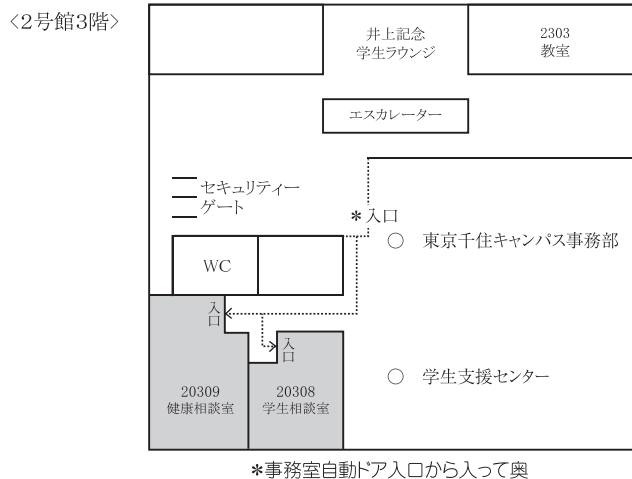 〈2号館3階〉
井上記念
学生ラウンジ
2303
教室
エスカレーター
セキュリティー
ゲート
＊入口
○ 東京千住キャンパス事務部
WC
入口
入口
20309
健康相談室
20308
学生相談室
○ 学生支援センター
＊事務室自動ドア入口から入って奥